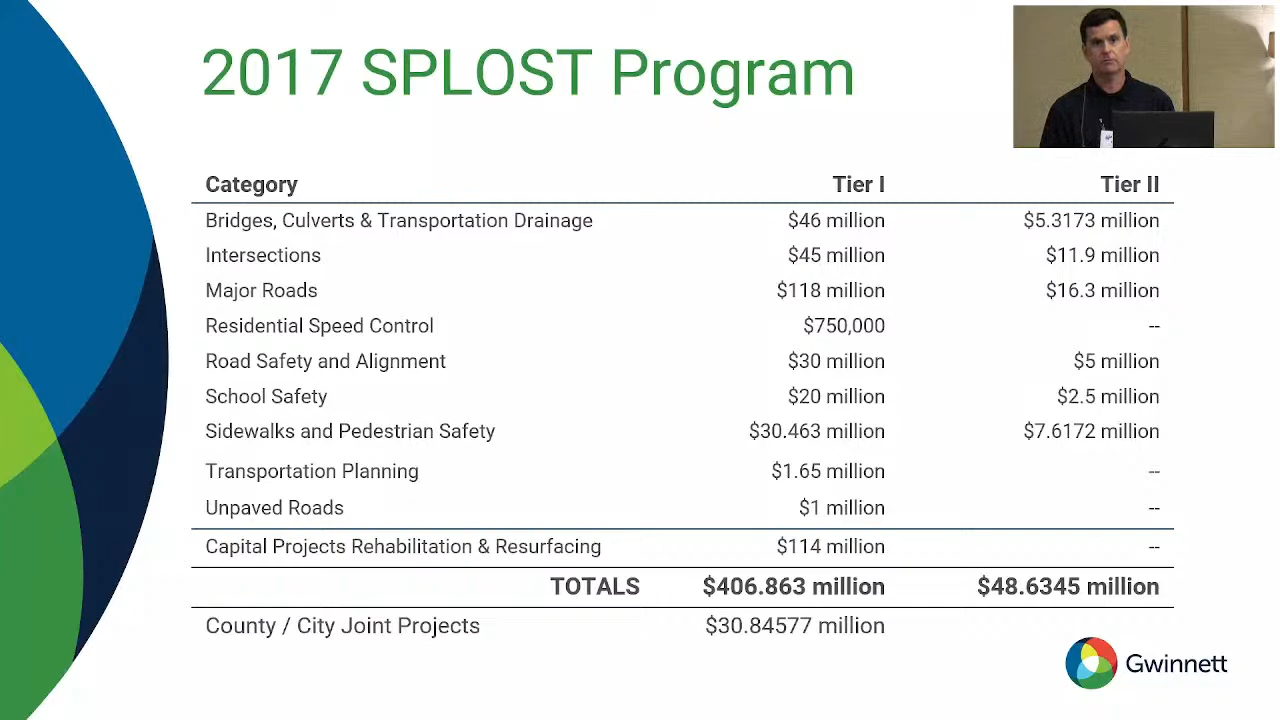 2017 SPLOST Program
Category Tier I Tier II
Bridges, Culverts & Transportation Drainage $46 million $5.3173 million
Intersections $45 million $11.9 million
Major Roads $118 million $16.3 million
Residential Speed Control $750,000 --
Road Safety and Alignment $30 million $5 million
School Safety $20 million $2.5 million
Sidewalks and Pedestrian Safety $30.463 million $7.6172 million
Transportation Planning $1.65 million --
Unpaved Roads $1 million --
Capital Projects Rehabilitation & Resurfacing $114 million --
TOTALS $406.863 million $48.6345 million
County / City Joint Projects $30.84577 million
Gwinnett